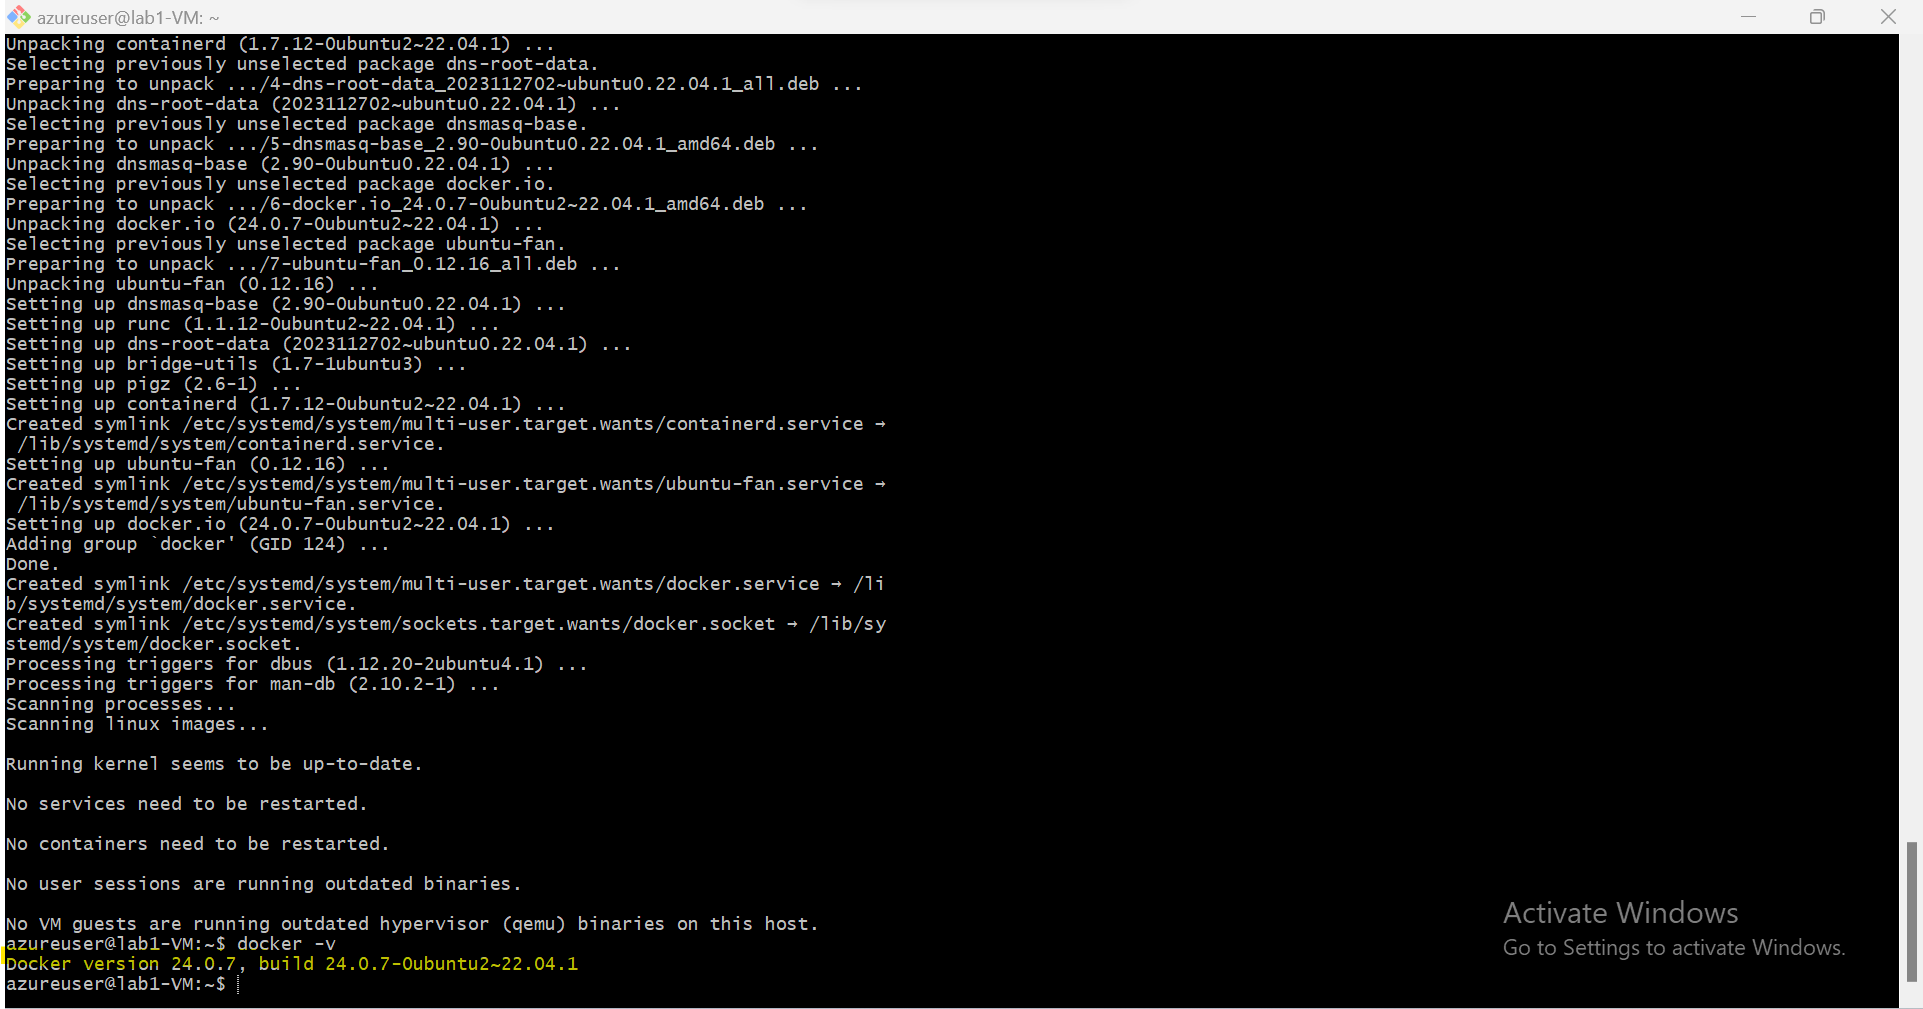 azureuser@lab1-VM: ~
Unpacking containerd (1.7.12-0ubuntu2~22.04.1) ...
Selecting previously unselected package dns-root-data.
Preparing to unpack .../4-dns-root-data_2023112702~ubuntu0.22.04.1_all.deb ...
Unpacking dns-root-data (2023112702~ubuntu0.22.04.1) ...
Selecting previously unselected package dnsmasq-base.
Preparing to unpack .../5-dnsmasq-base_2.90-0ubuntu0.22.04.1_amd64.deb ...
Unpacking dnsmasq-base (2.90-0ubuntu0.22.04.1) ...
Selecting previously unselected package docker.io.
Preparing to unpack .../6-docker.io_24.0.7-0ubuntu2~22.04.1_amd64.deb ...
Unpacking docker.io (24.0.7-0ubuntu2~22.04.1) ...
Selecting previously unselected package ubuntu-fan.
Preparing to unpack .../7-ubuntu-fan_0.12.16_all.deb ...
Unpacking ubuntu-fan (0.12.16) ...
Setting up dnsmasq-base (2.90-0ubuntu0.22.04.1) ...
Setting up runc (1.1.12-0ubuntu2~22.04.1) ...
Setting up dns-root-data (2023112702~ubuntu0.22.04.1) ...
Setting up bridge-utils (1.7-1ubuntu3) ...
Setting up pigz (2.6-1) ...
Setting up containerd (1.7.12-0ubuntu2~22.04.1) ...
Created symlink /etc/systemd/system/multi-user.target.wants/containerd.service →
 /lib/systemd/system/containerd.service.
Setting up ubuntu-fan (0.12.16) ...
Created symlink /etc/systemd/system/multi-user.target.wants/ubuntu-fan.service →
 /lib/systemd/system/ubuntu-fan.service.
Setting up docker.io (24.0.7-0ubuntu2~22.04.1) ...
Adding group `docker' (GID 124) ...
Done.
Created symlink /etc/systemd/system/multi-user.target.wants/docker.service → /li
b/systemd/system/docker.service.
Created symlink /etc/systemd/system/sockets.target.wants/docker.socket → /lib/sy
stemd/system/docker.socket.
Processing triggers for dbus (1.12.20-2ubuntu4.1) ...
Processing triggers for man-db (2.10.2-1) ...
Scanning processes...
Scanning linux images...
Running kernel seems to be up-to-date.
No services need to be restarted.
No containers need to be restarted.
No user sessions are running outdated binaries.
No VM guests are running outdated hypervisor (qemu) binaries on this host.
azureuser@lab1-VM:~$ docker -v
Docker version 24.0.7, build 24.0.7-0ubuntu2~22.04.1
azureuser@lab1-VM:~$
Activate Windows
Go to Settings to activate Windows.